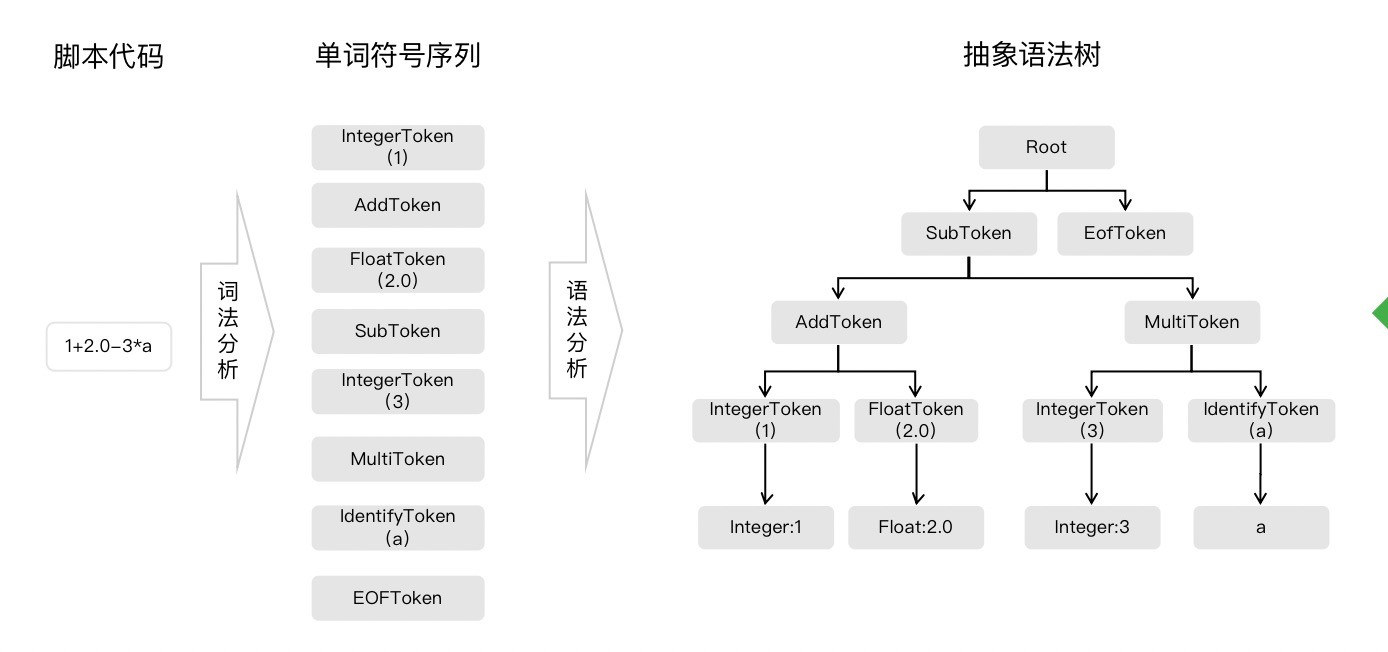 脚本代码
单词符号序列
抽象语法树
1+2.0-3*a
词法分析
IntegerToken
(1)
AddToken
FloatToken
(2.0)
SubToken
IntegerToken
(3)
MultiToken
IdentifyToken
(a)
EOFToken
语法分析
Root
SubToken
EofToken
AddToken
MultiToken
IntegerToken
(1)
FloatToken
(2.0)
IntegerToken
(3)
IdentifyToken
(a)
Integer:1
Float:2.0
Integer:3
a